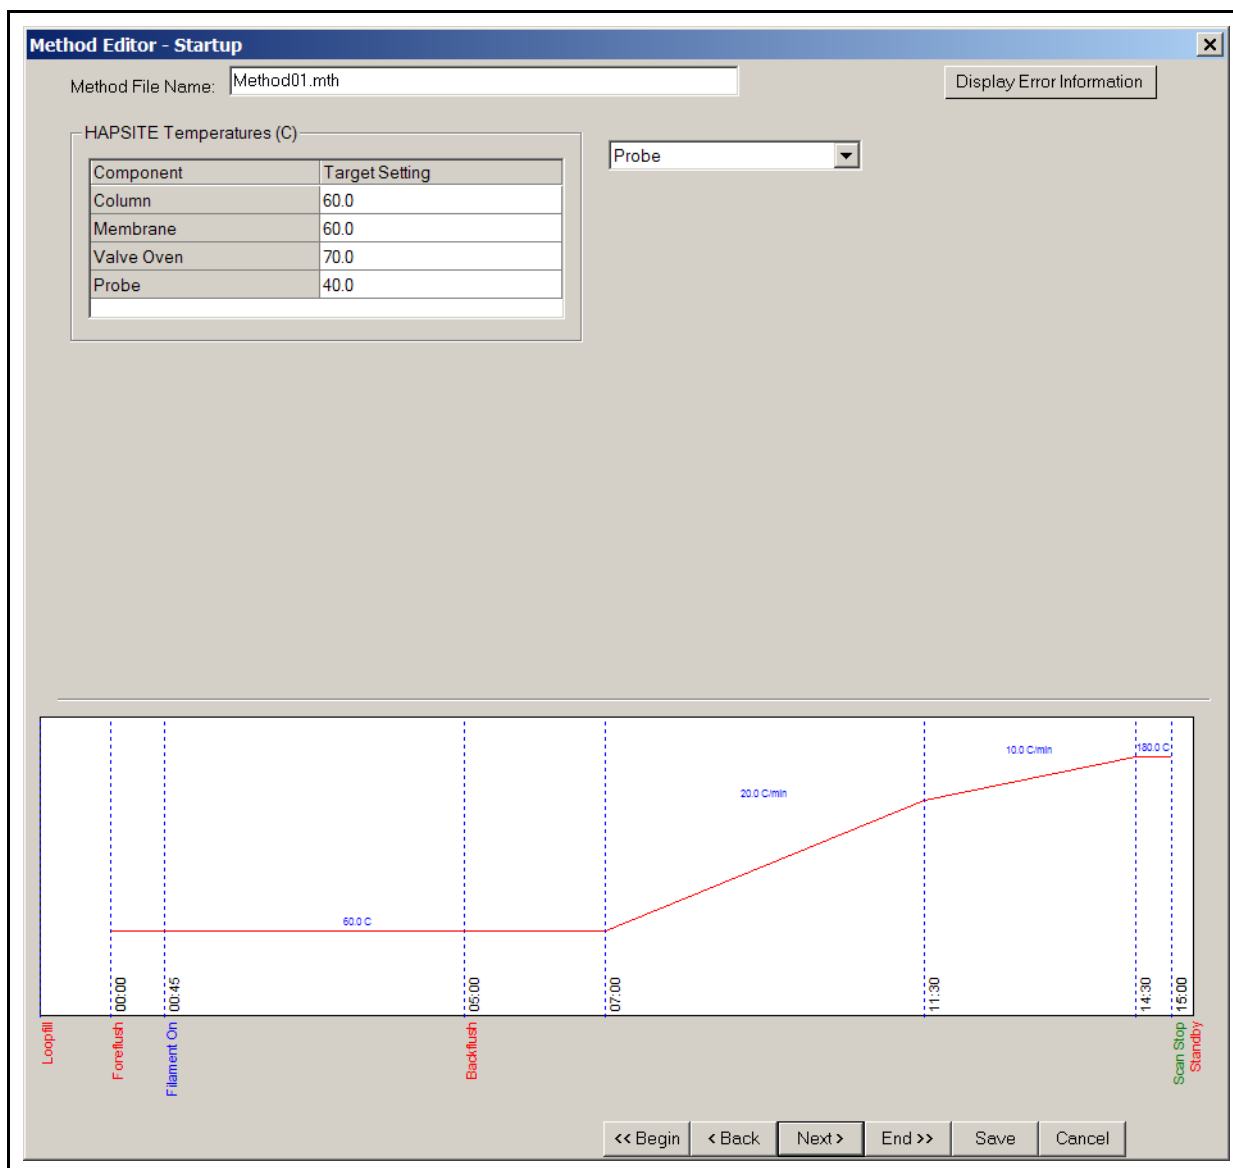 Method Editor - Startup
Method File Name: Method01.mth
Display Error Information
HAPSITE Temperatures (C)
Probe
Component Target Setting
Column 60.0
Membrane 60.0
Valve Oven 70.0
Probe 40.0
10.0 C/min
180.0 C
20.0 C/min
60.0 C
00:00
00:45
05:00
07:00
11:30
14:30
15:00
Loopfill
Foreflush
Filament On
Backflush
Scan Stop
Standby
<< Begin < Back Next > End >> Save Cancel